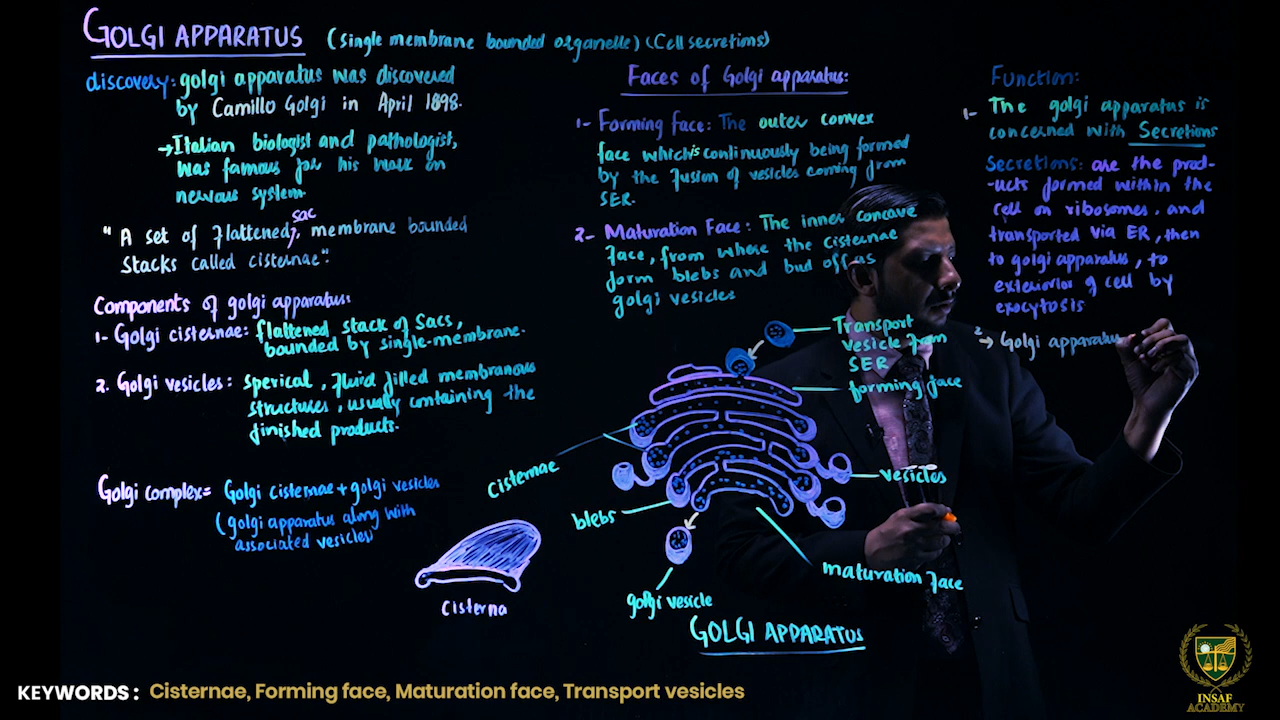 GOLGI APPARATUS (single membrane bounded organelle) (Cell secretions)
discovery: golgi apparatus was discovered
by Camillo Golgi in April 1898.
→Italian biologist and pathologist,
was famous for his work on
nervous system.
sac
"A set of flattened, membrane bounded
Stacks called cisternae".
Components of golgi apparatus:
1- Golgi cisternae: flattened stack of Sacs,
bounded by single-membrane.
2. Golgi vesicles: sperical, fluid filled membranous
structures, usually containing the
finished products.
Golgi complex= Golgi cisternae + golgi vesicles
(golgi apparatus along with
associated vesicles)
cisterna
Faces of Golgi apparatus:
1- Forming face: The outer convex
face which is continuously being formed
by the fusion of vesicles coming from
SER.
2- Maturation Face: The inner concave
face, from where the cisternae
form blebs and bud off as
golgi vesicles
Transport
vesicle from
SER
forming face
cisternae
vesicles
blebs
maturation face
golgi vesicle
GOLGI APPARATUS
Function:
1- The golgi apparatus is
concerned with Secretions
Secretions: are the prod-
-ucts formed within the
cell on ribosomes, and
transported via ER, then
to golgi apparatus, to
exteriorior of cell by
exocytosis
2→ Golgi apparatus
KEYWORDS: Cisternae, Forming face, Maturation face, Transport vesicles
INSAF
ACADEMY